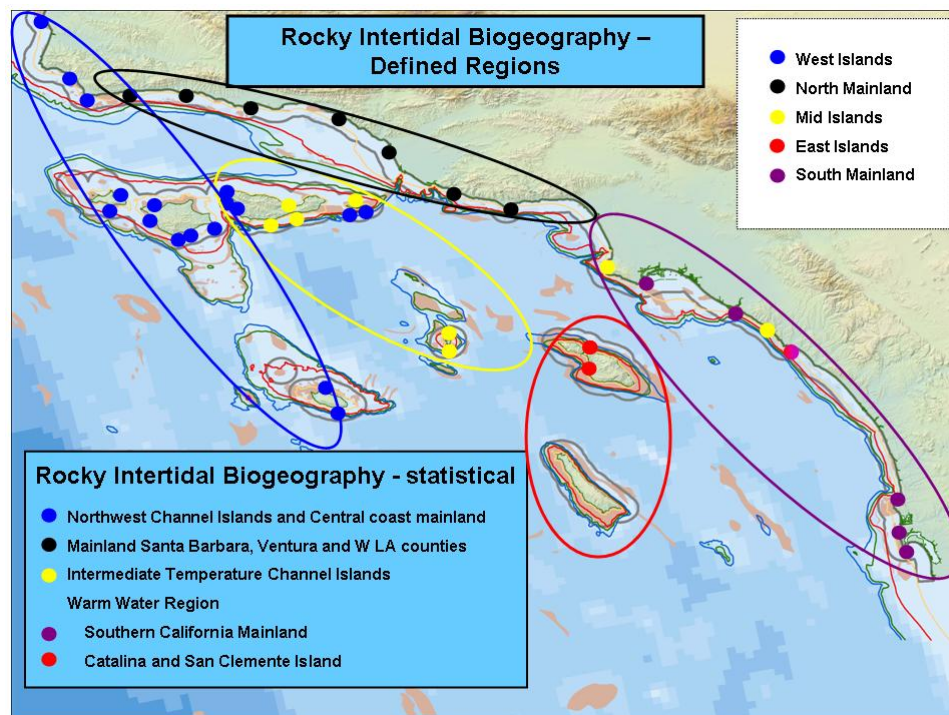 Rocky Intertidal Biogeography –
Defined Regions
West Islands
North Mainland
Mid Islands
East Islands
South Mainland
Rocky Intertidal Biogeography - statistical
Northwest Channel Islands and Central coast mainland
Mainland Santa Barbara, Ventura and W LA counties
Intermediate Temperature Channel Islands
Warm Water Region
Southern California Mainland
Catalina and San Clemente Island